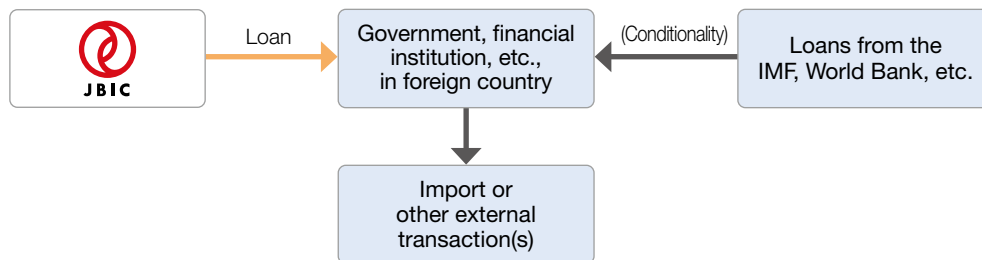 JBIC
Loan
Government, financial
institution, etc.,
in foreign country
(Conditionality)
Loans from the
IMF, World Bank, etc.
Import or
other external
transaction(s)